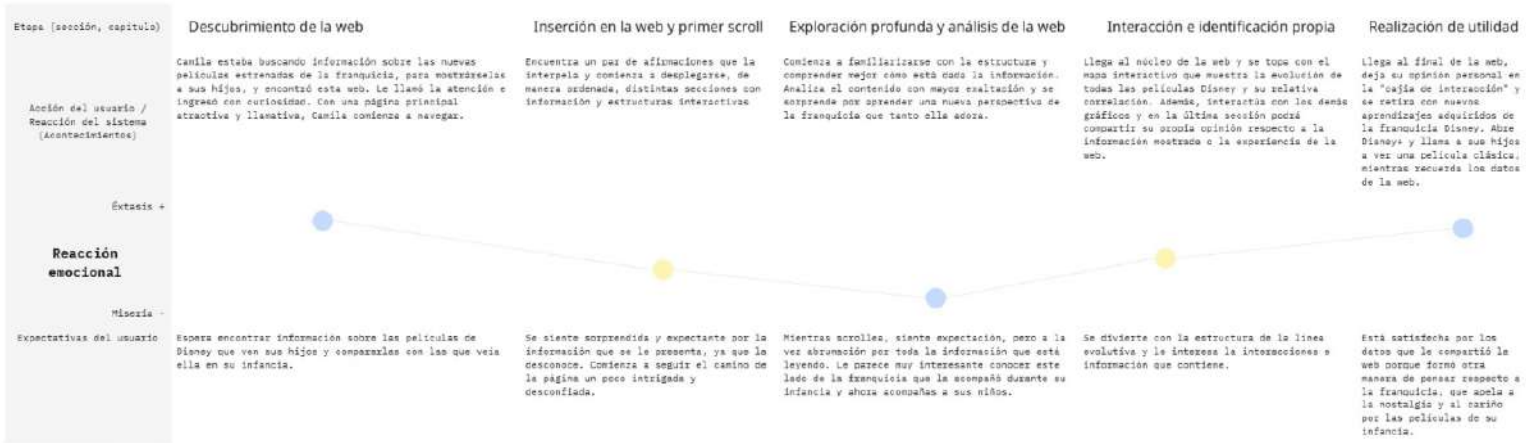 Etapa (sección, capitulo)
Descubrimiento de la web
Inserción en la web y primer scroll
Exploración profunda y análisis de la web
Interacción e identificación propia
Realización de utilidad
Acción del usuario /
Reacción del sistema
(Acontecimientos)
Camila estaba buscando información sobre las nuevas
películas estrenadas de la franquicia, para mostrárselas
a sus hijos, y encontró esta web. Le llamó la atención e
ingresó con curiosidad. Con una página principal
atractiva y llamativa, Camila comienza a navegar.
Encuentra un par de afirmaciones que la
interpela y comienza a desplegarse, de
manera ordenada, distintas secciones con
información y estructuras interactivas
Comienza a familiarizarse con la estructura y
comprender mejor cómo está dada la información.
Analiza el contenido con mayor exaltación y se
sorprende por aprender una nueva perspectiva de
la franquicia que tanto ella adora.
Llega al núcleo de la web y se topa con el
mapa interactivo que muestra la evolución de
todas las películas Disney y su relativa
correlación. Además, interactúa con los demás
gráficos y en la última sección podrá
compartir su propia opinión respecto a la
información mostrada o la experiencia de la
web.
Llega al final de la web,
deja su opinión personal en
la "cajia de interacción" y
se retira con nuevos
aprendizajes adquiridos de
la franquicia Disney. Abre
Disney+ y llama a sus hijos
a ver una película clásica,
mientras recuerda los datos
de la web.
Éxtasis +
Reacción
emocional
Miseria -
Expectativas del usuario
Espera encontrar información sobre las películas de
Disney que ven sus hijos y compararlas con las que veía
ella en su infancia.
Se siente sorprendida y expectante por la
información que se le presenta, ya que la
desconoce. Comienza a seguir el camino de
la página un poco intrigada y
desconfiada.
Mientras scrollea, siente expectación, pero a la
vez abrumación por toda la información que está
leyendo. Le parece muy interesante conocer este
lado de la franquicia que la acompañó durante su
infancia y ahora acompañas a sus niños.
Se divierte con la estructura de la línea
evolutiva y le interesa la interacciones e
información que contiene.
Está satisfecha por los
datos que le compartió la
web porque formó otra
manera de pensar respecto a
la franquicia, que apela a
la nostalgia y al cariño
por las películas de su
infancia.